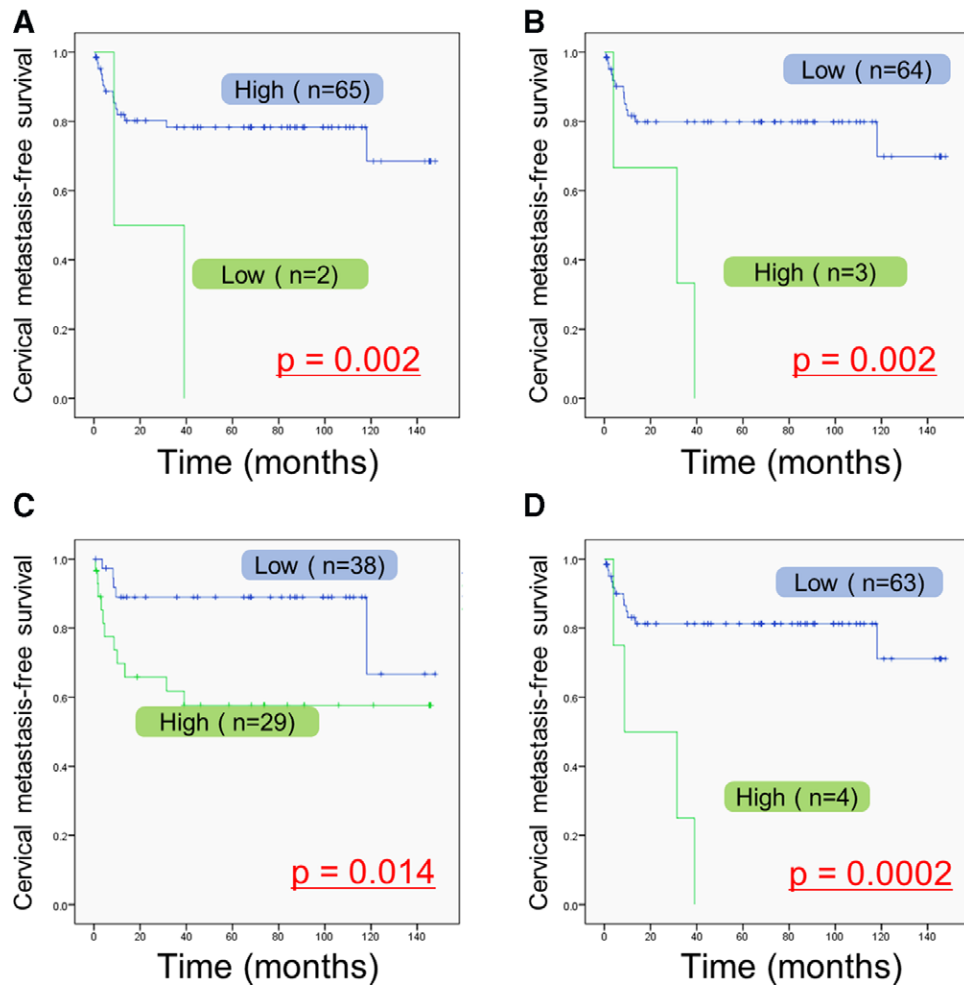 A
Cervical metastasis-free survival
1.0
0.8
0.6
0.4
0.2
0.0
High ( n=65)
Low ( n=2)
p = 0.002
0 20 40 60 80 100 120 140
Time (months)
B
Cervical metastasis-free survival
1.0
0.8
0.6
0.4
0.2
0.0
Low ( n=64)
High ( n=3)
p = 0.002
0 20 40 60 80 100 120 140
Time (months)
C
Cervical metastasis-free survival
1.0
0.8
0.6
0.4
0.2
0.0
Low ( n=38)
High ( n=29)
p = 0.014
0 20 40 60 80 100 120 140
Time (months)
D
Cervical metastasis-free survival
1.0
0.8
0.6
0.4
0.2
0.0
Low ( n=63)
High ( n=4)
p = 0.0002
0 20 40 60 80 100 120 140
Time (months)